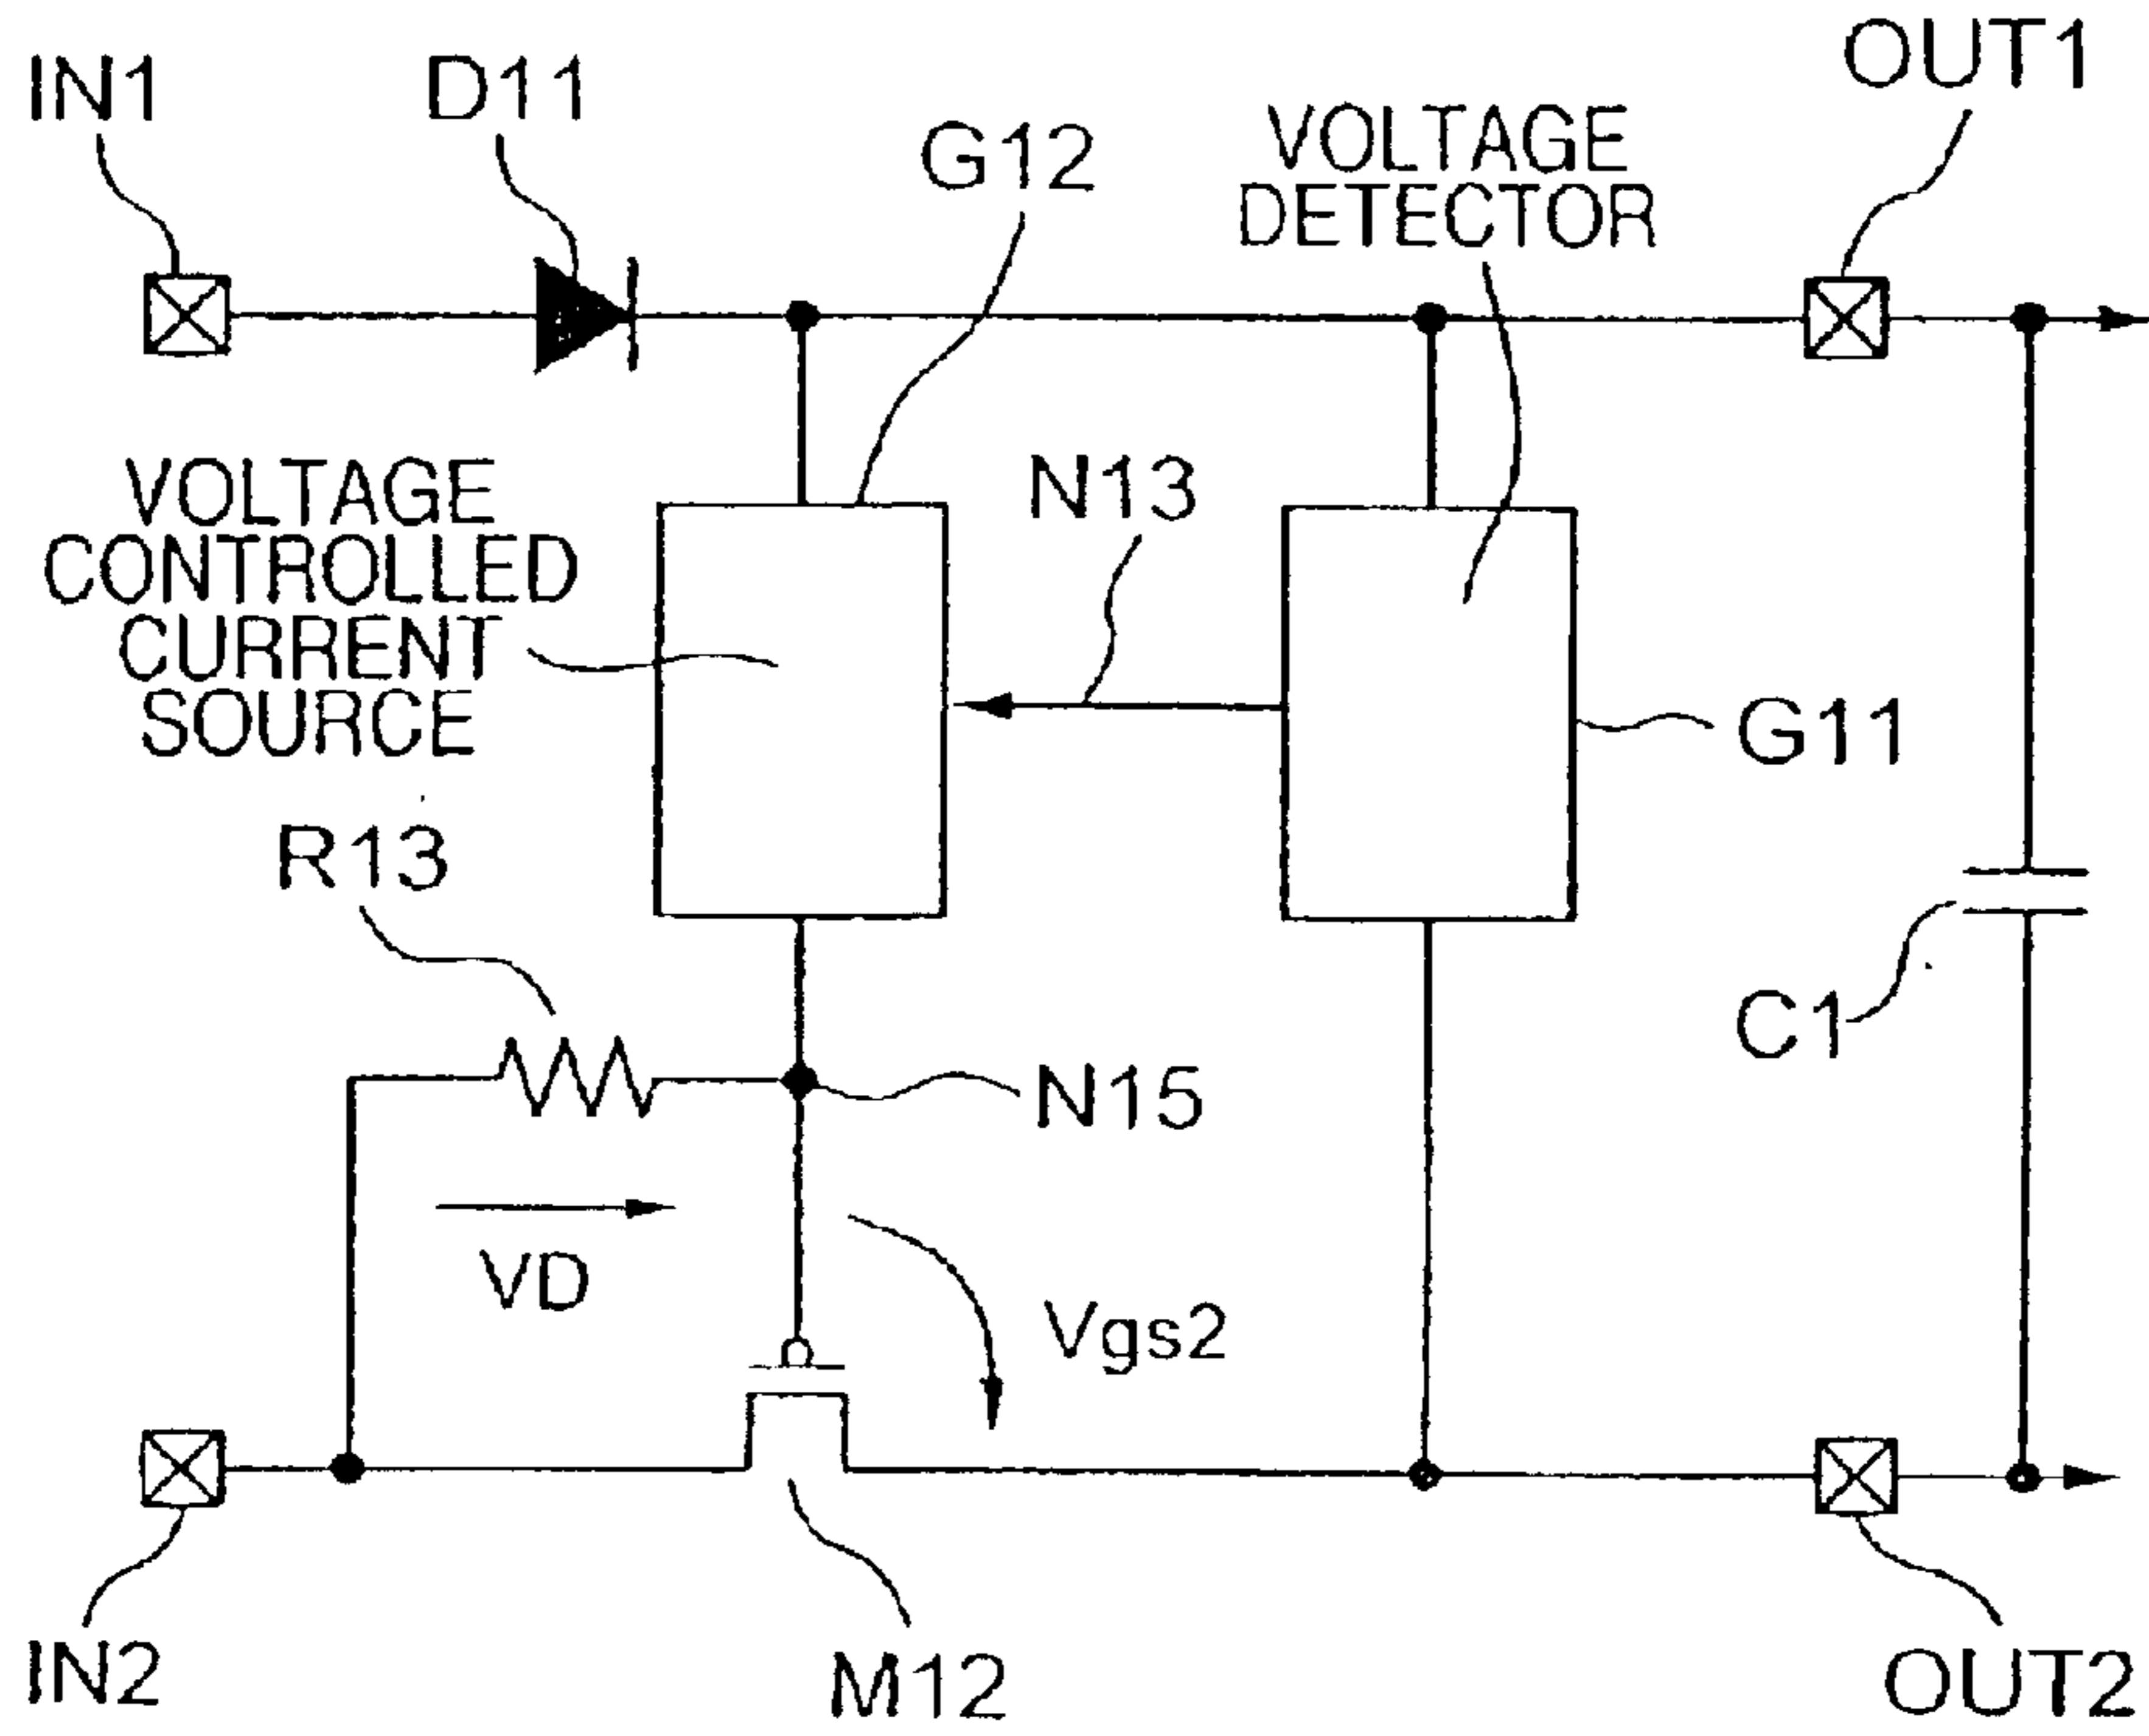 IN1
D11
G12
VOLTAGE
DETECTOR
OUT1
VOLTAGE
CONTROLLED
CURRENT
SOURCE
N13
G11
R13
C1
N15
VD
Vgs2
IN2
M12
OUT2